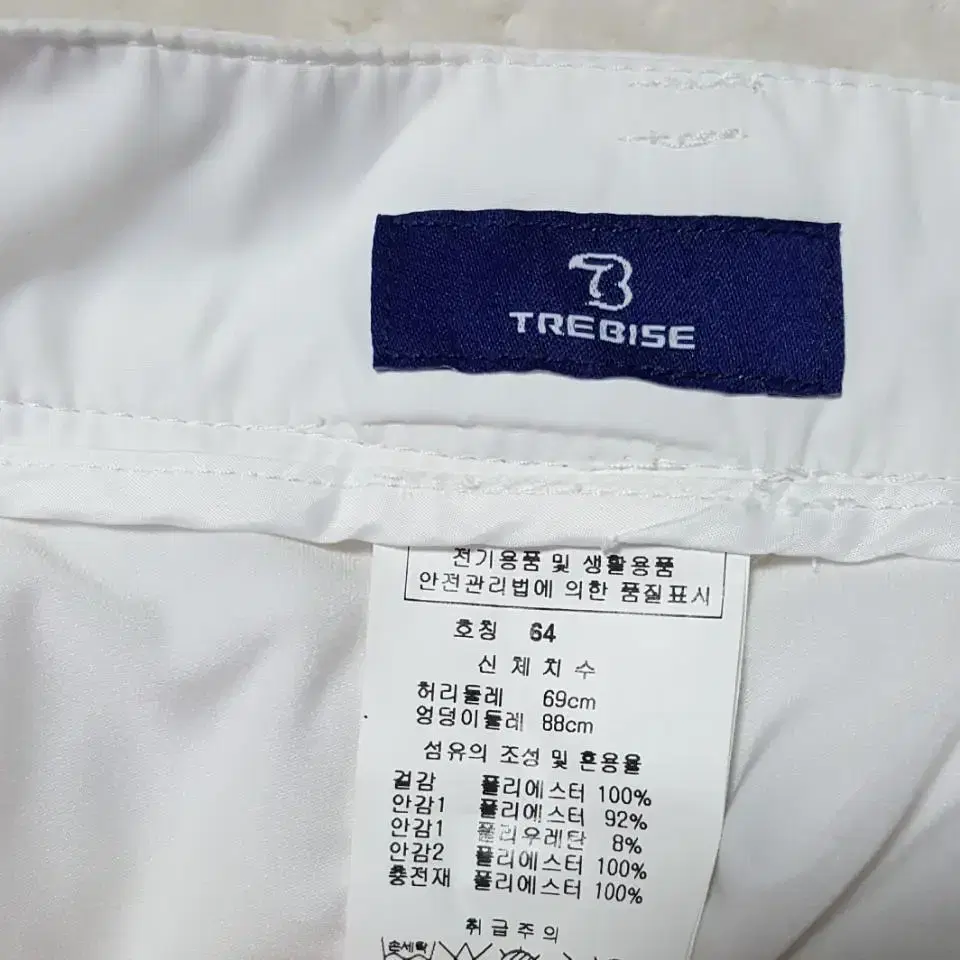 TREBISE
전기용품 및 생활용품
안전관리법에 의한 품질표시
호칭 64
신체치수
허리둘레 69cm
엉덩이둘레 88cm
섬유의 조성 및 혼용율
겉감 폴리에스터 100%
안감1 폴리에스터 92%
안감1 폴리우레탄 8%
안감2 폴리에스터 100%
충전재 폴리에스터 100%
취급주의
손세탁